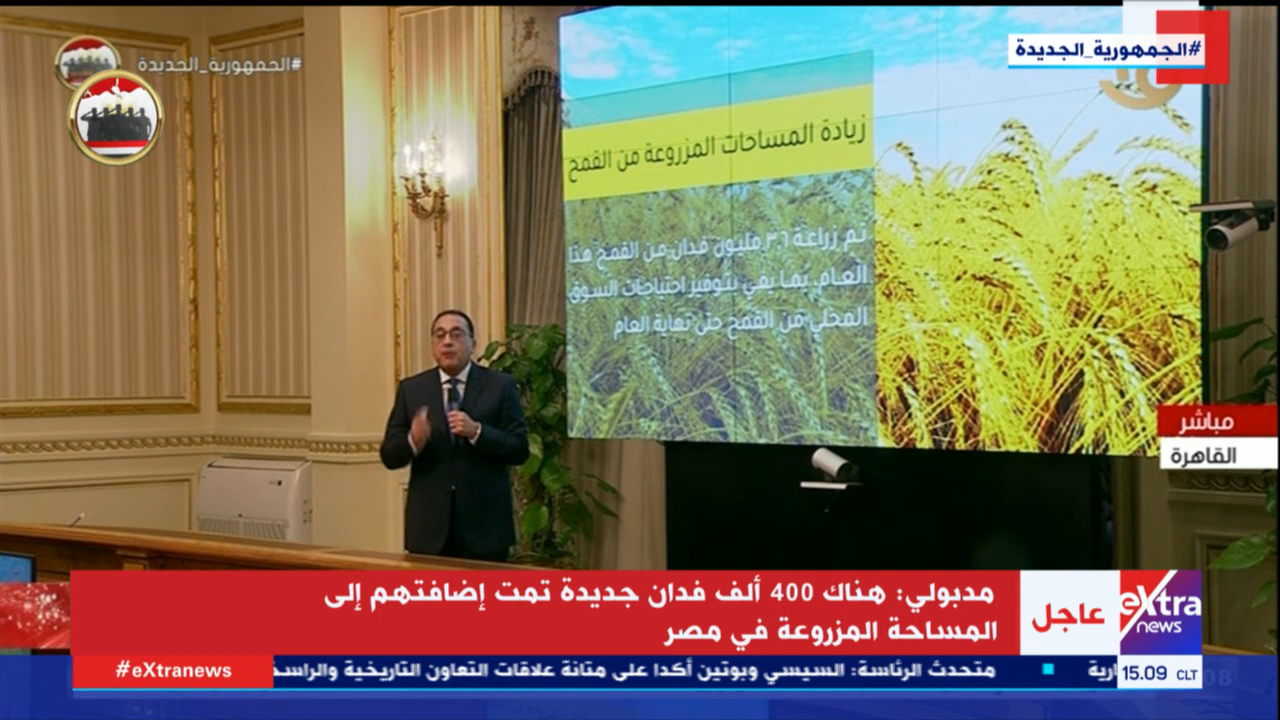 #الجمهورية_الجديدة
#الجمهورية_الجديدة
زيادة المساحات المزروعة من القمح
تم زراعة ٣.٦ مليون فدان من القمح هذا
العام، بما يفي بتوفير احتياجات السوق
المحلي من القمح حتى نهاية العام
مباشر
القاهرة
عاجل
مدبولي: هناك 400 ألف فدان جديدة تمت إضافتهم إلى
المساحة المزروعة في مصر
eXtra
news
#eXtranews
متحدث الرئاسة: السيسي وبوتين أكدا على متانة علاقات التعاون التاريخية
15.09 CLT